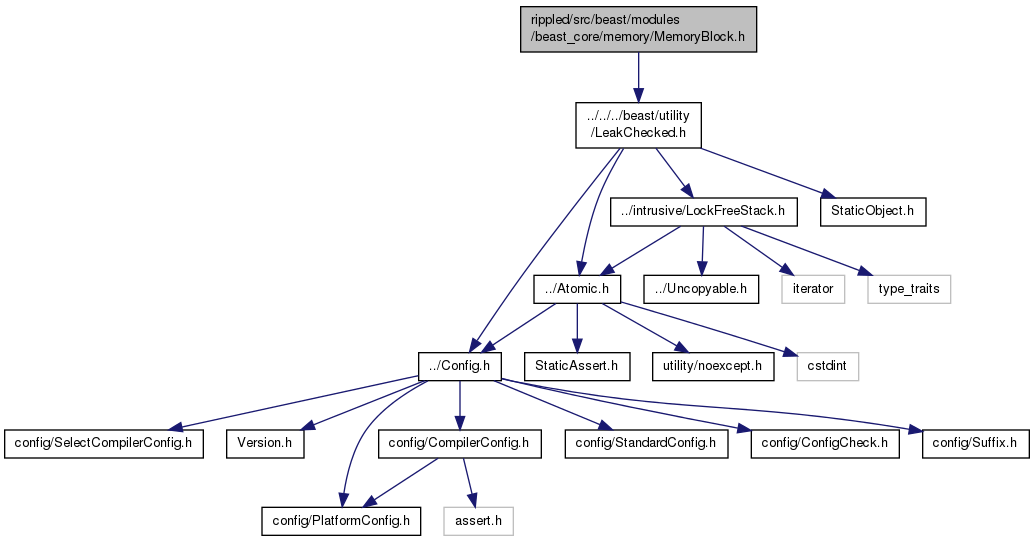 rippled/src/beast/modules
/beast_core/memory/MemoryBlock.h
../../../beast/utility
/LeakChecked.h
../intrusive/LockFreeStack.h
StaticObject.h
../Atomic.h
../Uncopyable.h
iterator
type_traits
../Config.h
StaticAssert.h
utility/noexcept.h
cstdint
config/SelectCompilerConfig.h
Version.h
config/CompilerConfig.h
config/StandardConfig.h
config/ConfigCheck.h
config/Suffix.h
config/PlatformConfig.h
assert.h